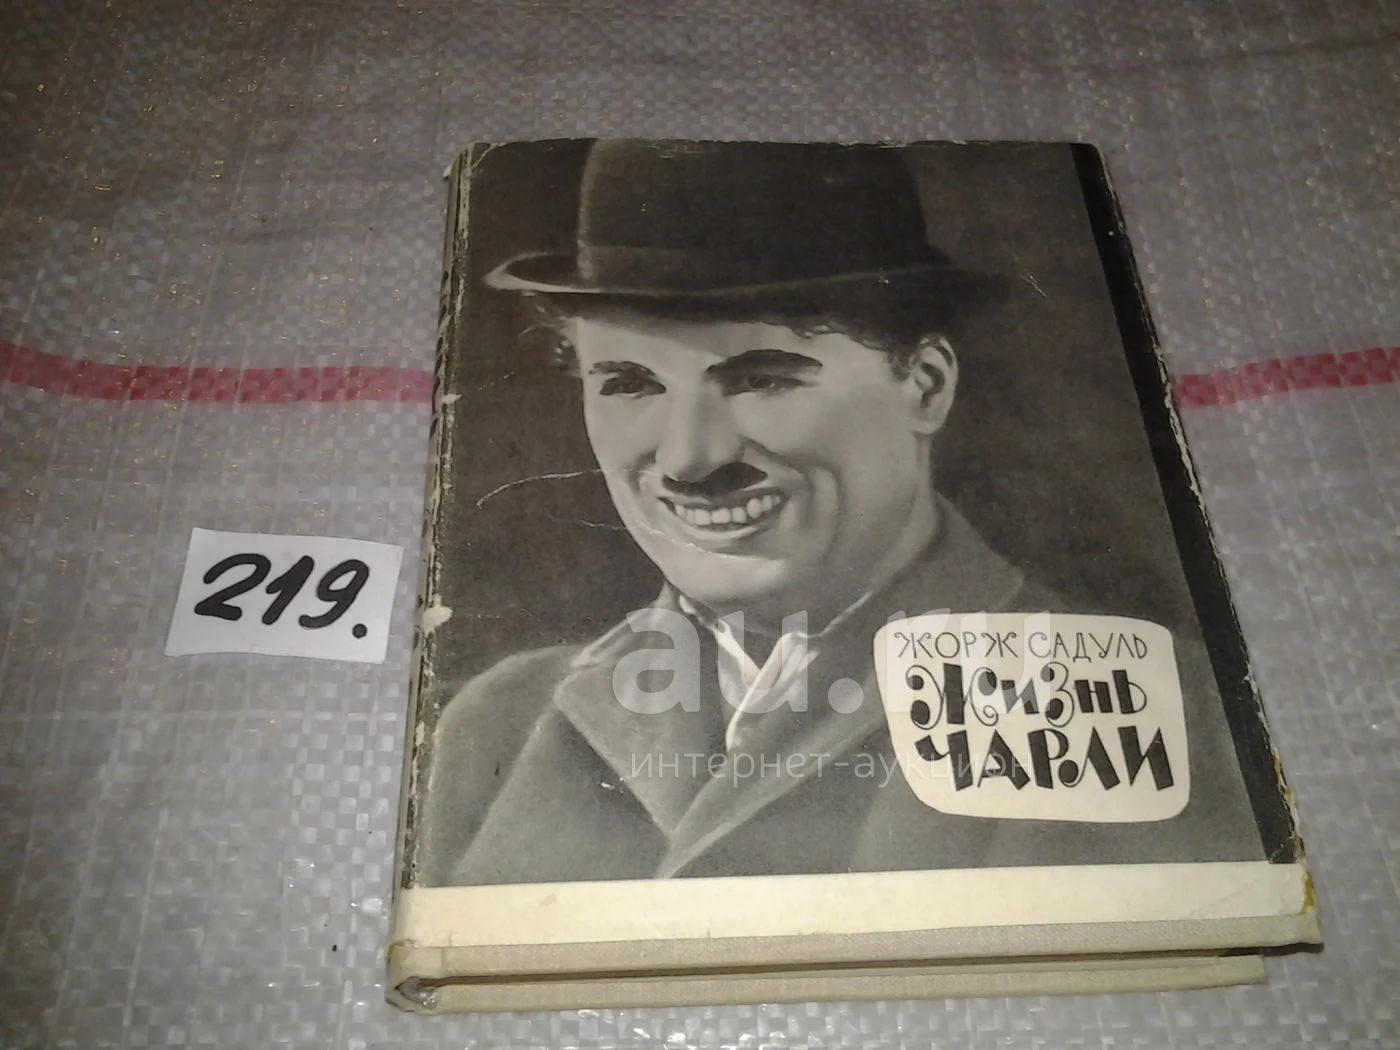 219.
ЖОРЖ САДУЛЬ
ЖИЗНЬ
ЧАРЛИ
au.ru
интернет-аукцион